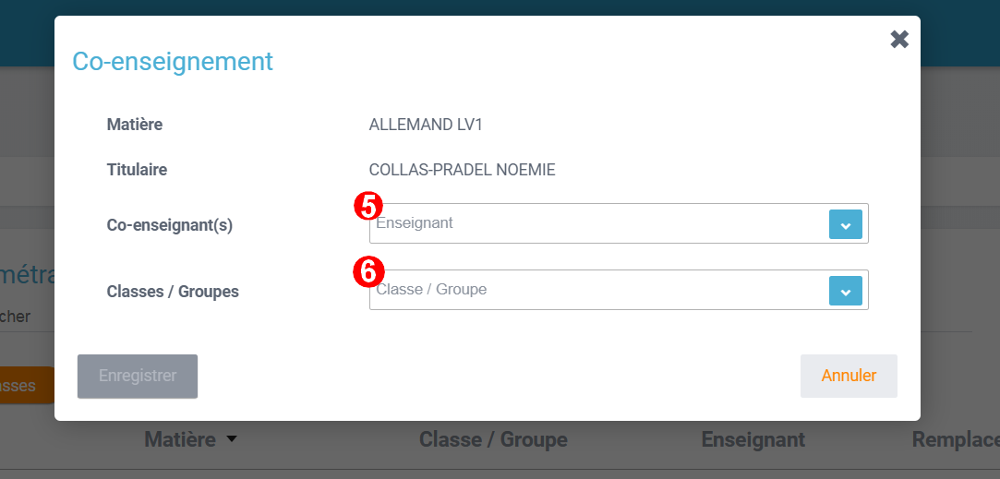 Co-enseignement
Matière ALLEMAND LV1
Titulaire COLLAS-PRADEL NOEMIE
5
Co-enseignant(s) Enseignant
6
Classes / Groupes Classe / Groupe
métra
cher
Enregistrer Annuler
asses
Matière Classe / Groupe Enseignant Remplace